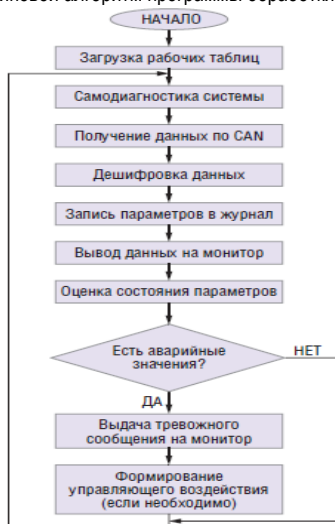 НАЧАЛО
Загрузка рабочих таблиц
Самодиагностика системы
Получение данных по CAN
Дешифровка данных
Запись параметров в журнал
Вывод данных на монитор
Оценка состояния параметров
Есть аварийные
значения?
НЕТ
ДА
Выдача тревожного
сообщения на монитор
Формирование
управляющего воздействия
(если необходимо)